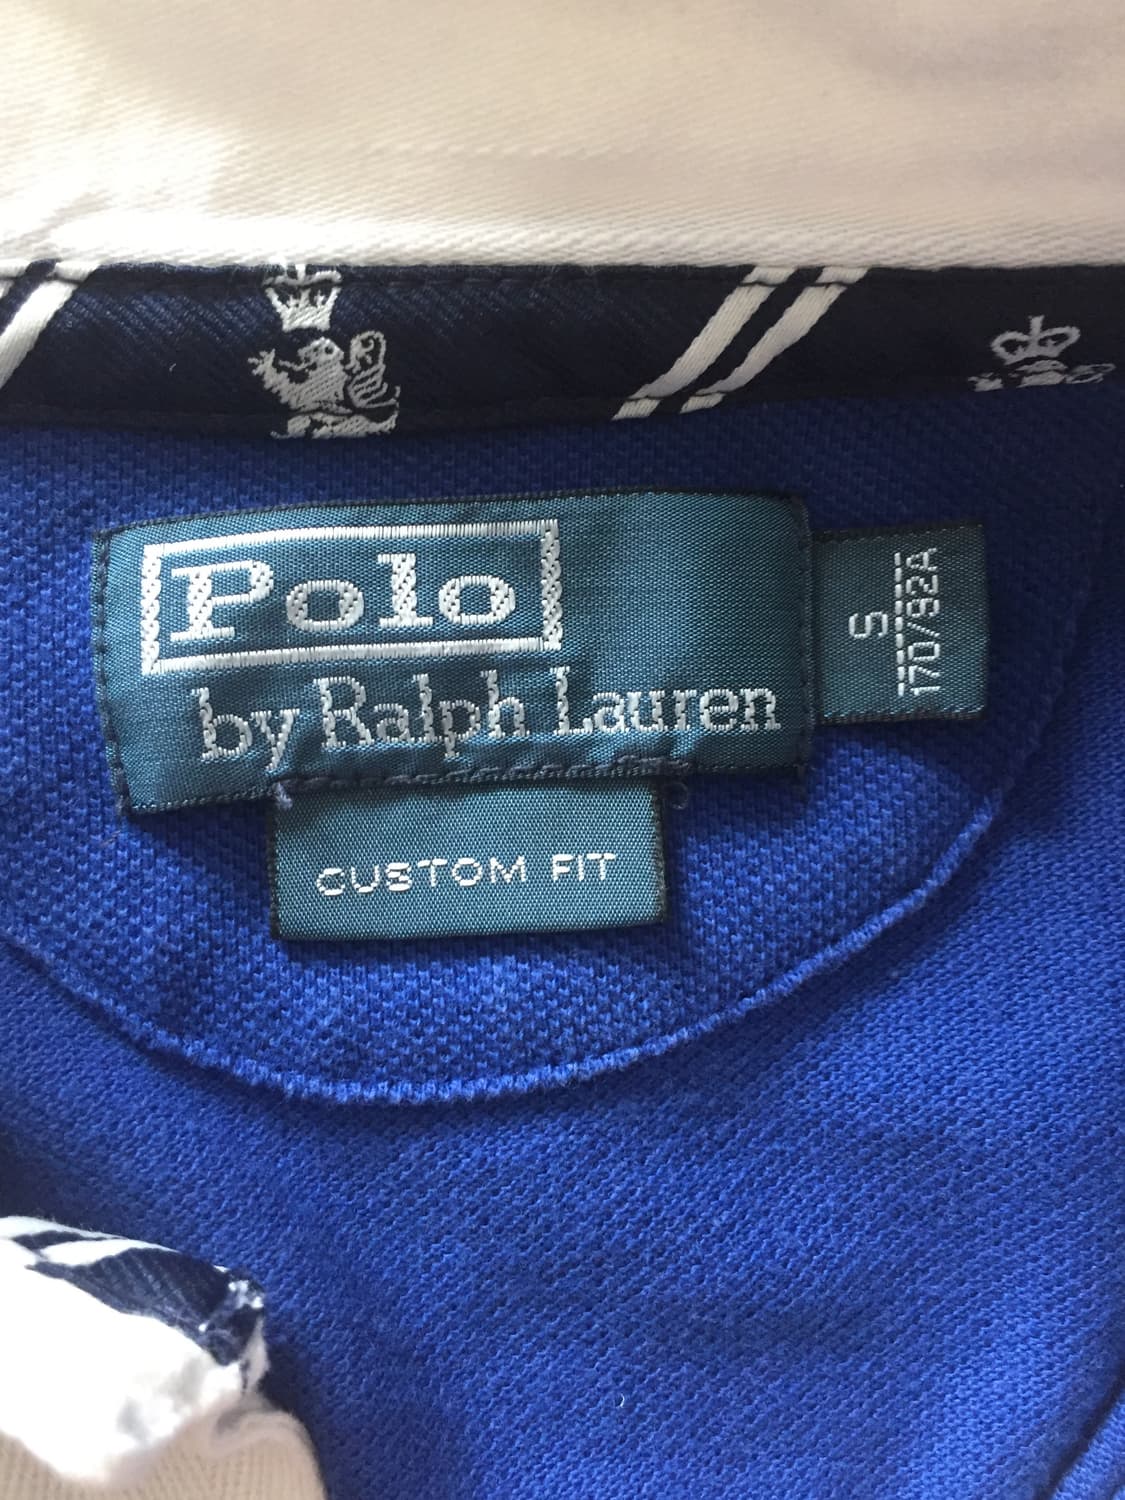 Polo
by Ralph Lauren
CUSTOM FIT
S
170/92A